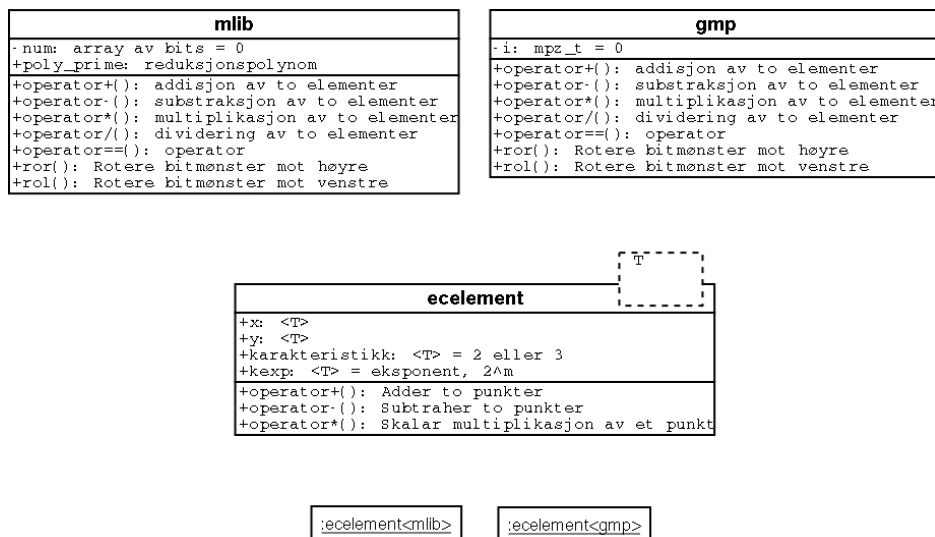 mlib
- num: array av bits = 0
+poly_prime: reduksjonspolynom
+operator+(): addisjon av to elementer
+operator-(): substraksjon av to elementer
+operator*(): multiplikasjon av to elementer
+operator/(): dividering av to elementer
+operator==(): operator
+ror(): Rotere bitmønster mot høyre
+rol(): Rotere bitmønster mot venstre
gmp
- i: mpz_t = 0
+operator+(): addisjon av to elementer
+operator-(): substraksjon av to elementer
+operator*(): multiplikasjon av to elementer
+operator/(): dividering av to elementer
+operator==(): operator
+ror(): Rotere bitmønster mot høyre
+rol(): Rotere bitmønster mot venstre
T
ecelement
+x: <T>
+y: <T>
+karakteristikk: <T> = 2 eller 3
+kexp: <T> = eksponent, 2^m
+operator+(): Adder to punkter
+operator-(): Subtraher to punkter
+operator*(): Skalar multiplikasjon av et punkt
:ecelement<mlib>
:ecelement<gmp>